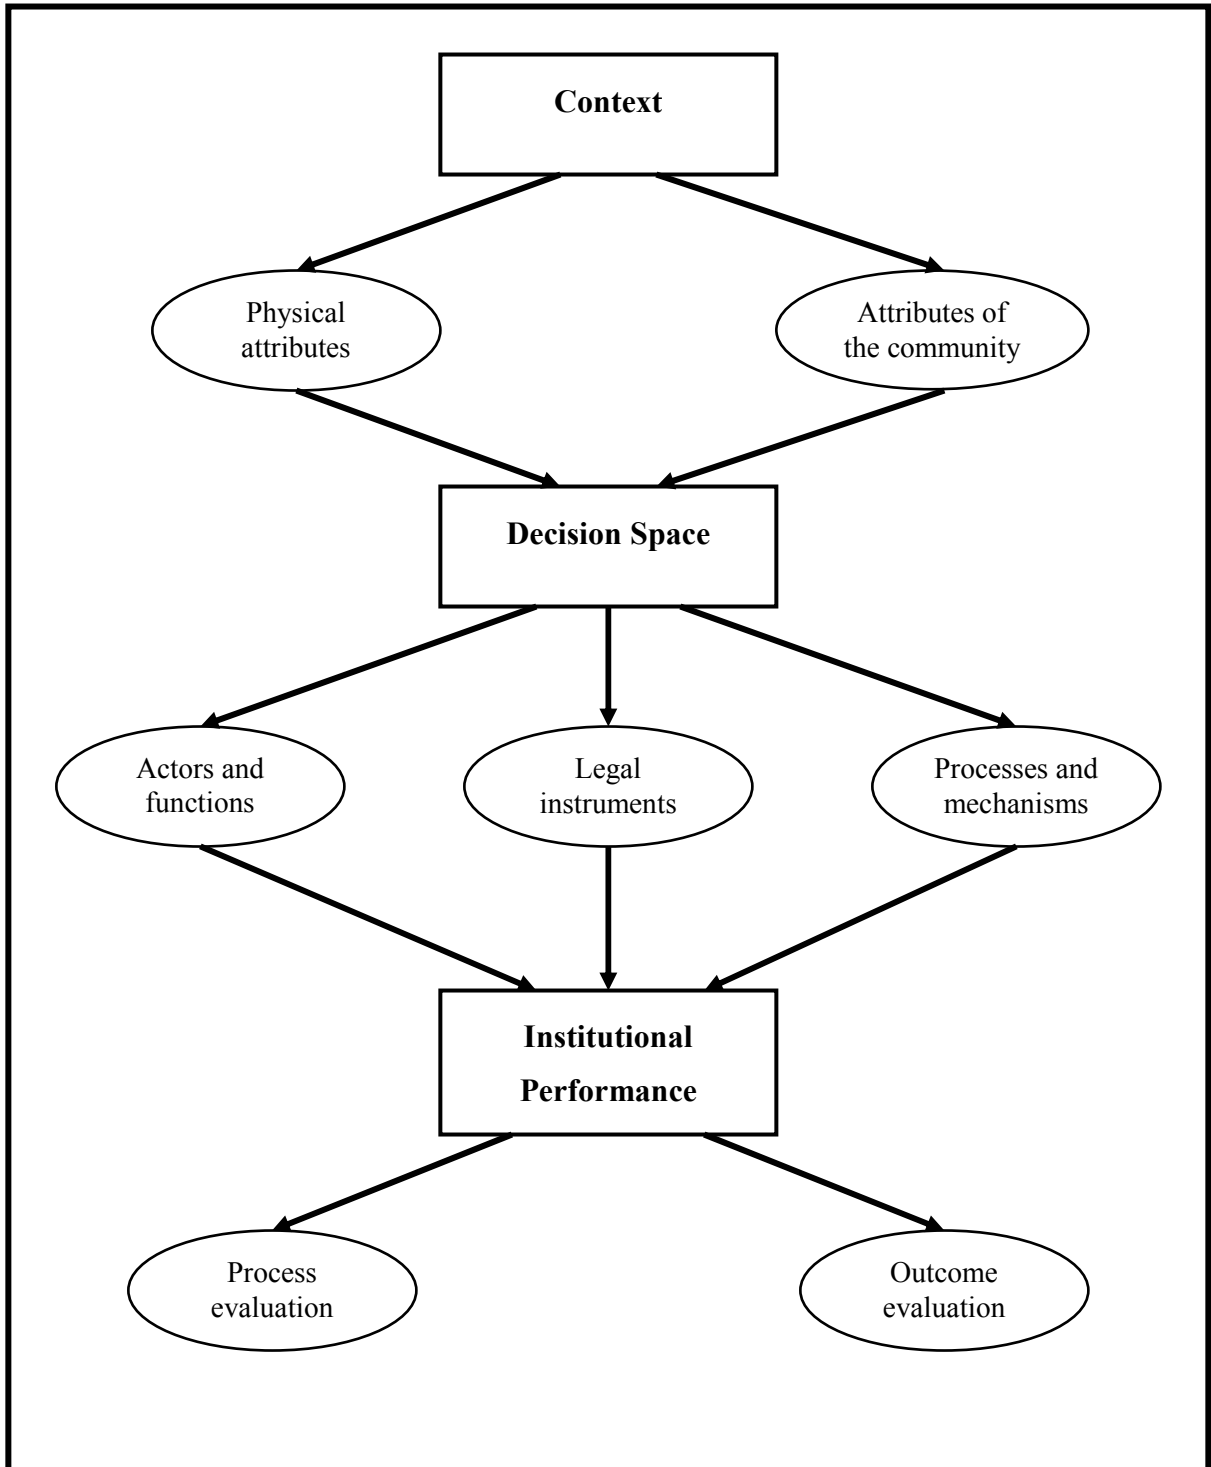 Context
Physical
attributes
Attributes of
the community
Decision Space
Actors and
functions
Legal
instruments
Processes and
mechanisms
Institutional
Performance
Process
evaluation
Outcome
evaluation